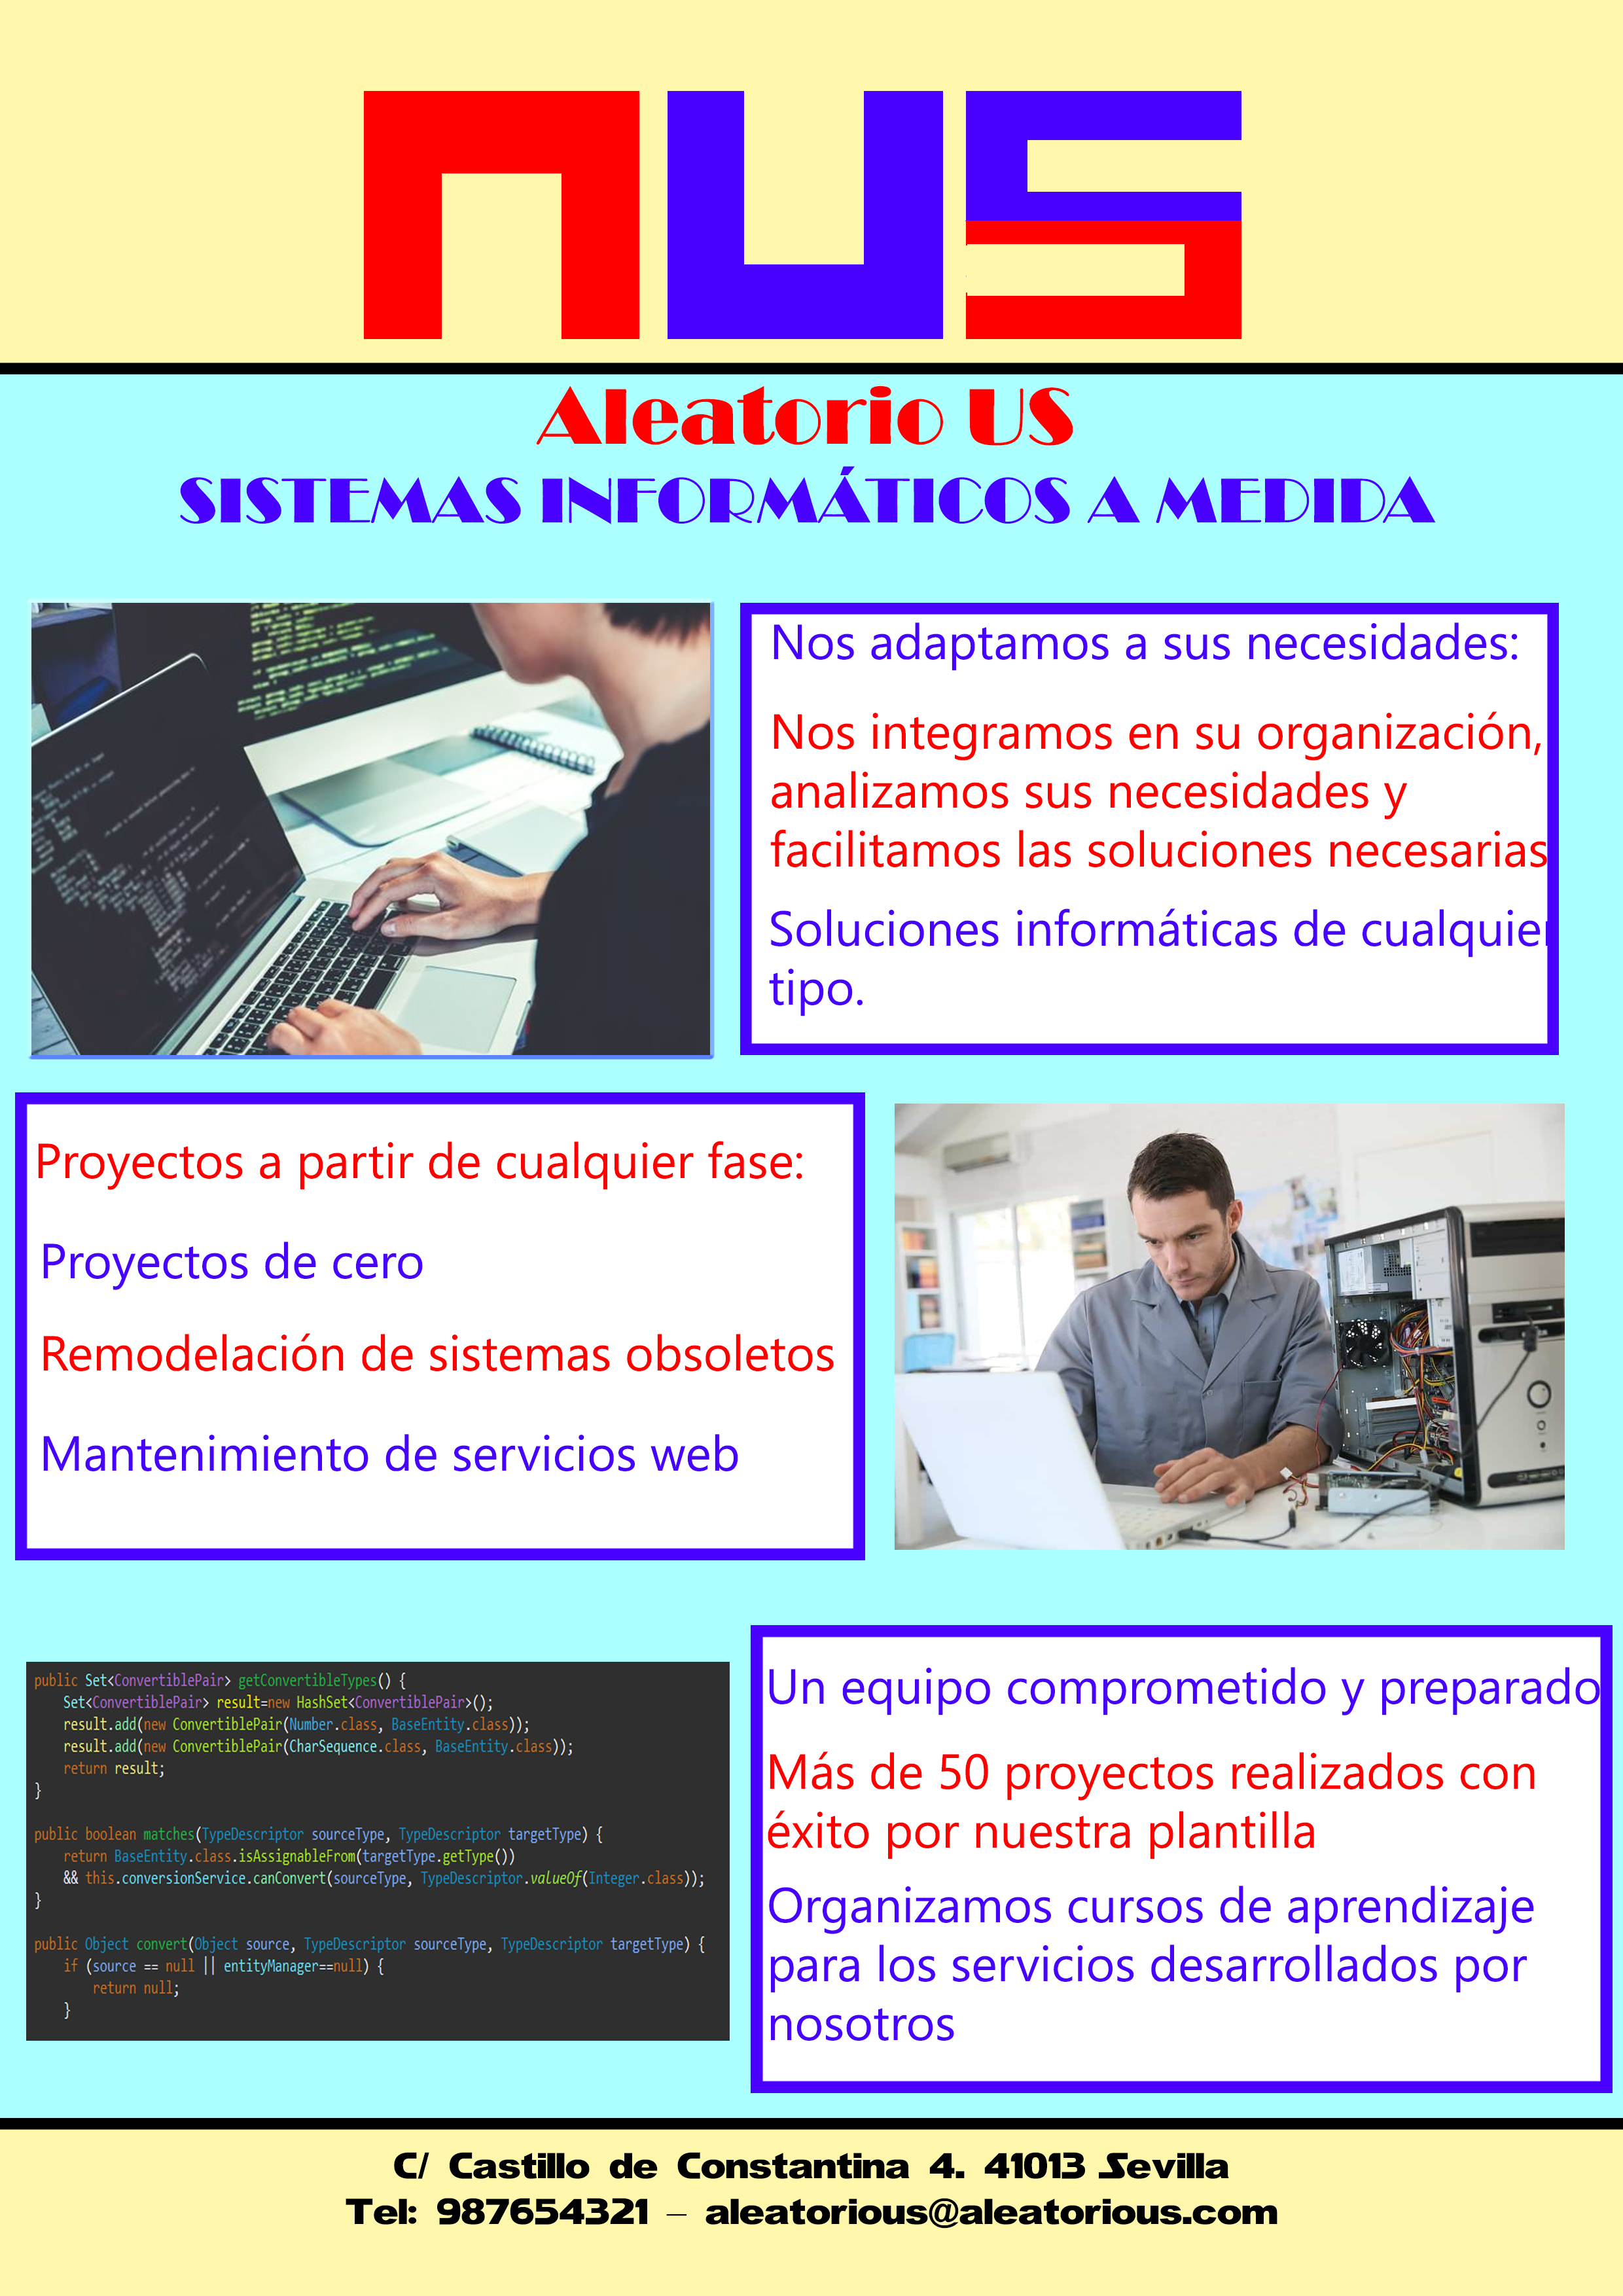 AUS
Aleatorio US
SISTEMAS INFORMÁTICOS A MEDIDA
Nos adaptamos a sus necesidades:
Nos integramos en su organización,
analizamos sus necesidades y
facilitamos las soluciones necesarias
Soluciones informáticas de cualquier
tipo.
Proyectos a partir de cualquier fase:
Proyectos de cero
Remodelación de sistemas obsoletos
Mantenimiento de servicios web
public Set<ConvertiblePair> getConvertibleTypes() {
Set<ConvertiblePair> result=new HashSet<ConvertiblePair>();
result.add(new ConvertiblePair(Number.class, BaseEntity.class));
result.add(new ConvertiblePair(CharSequence.class, BaseEntity.class));
return result;
}
public boolean matches(TypeDescriptor sourceType, TypeDescriptor targetType) {
return BaseEntity.class.isAssignableFrom(targetType.getType())
&& this.conversionService.canConvert(sourceType, TypeDescriptor.valueOf(Integer.class));
}
public Object convert(Object source, TypeDescriptor sourceType, TypeDescriptor targetType) {
if (source == null || entityManager==null) {
return null;
}
Un equipo comprometido y preparado
Más de 50 proyectos realizados con
éxito por nuestra plantilla
Organizamos cursos de aprendizaje
para los servicios desarrollados por
nosotros
C/ Castillo de Constantina 4. 41013 Sevilla
Tel: 987654321 – aleatorious@aleatorious.com